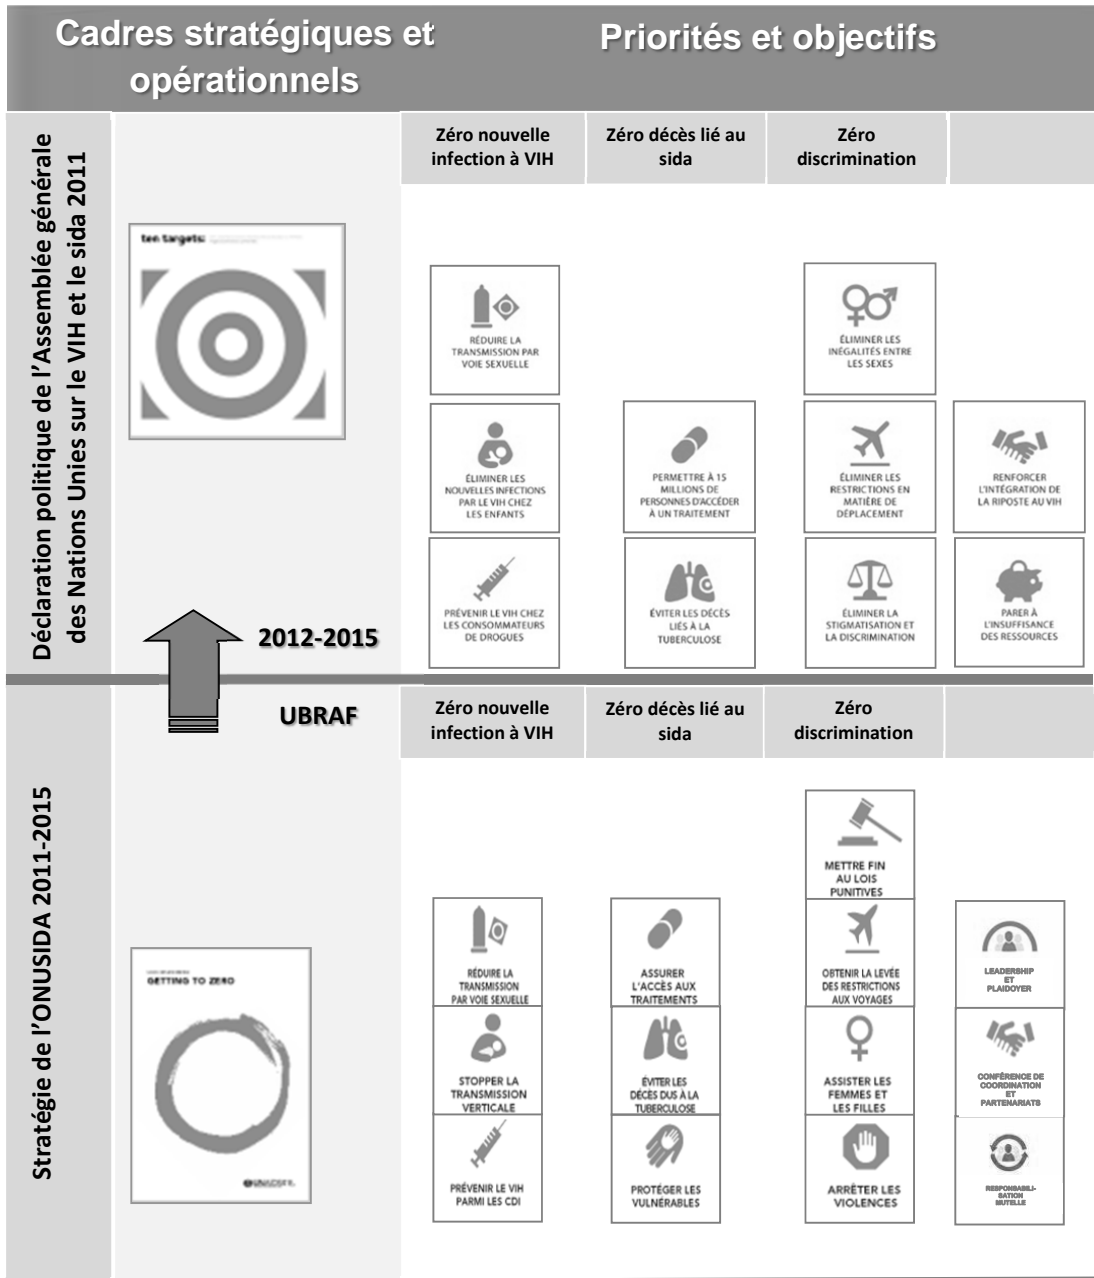 Cadres stratégiques et
opérationnels
Priorités et objectifs
Déclaration politique de l'Assemblée générale
des Nations Unies sur le VIH et le sida 2011
ten targets:
Zéro nouvelle
infection à VIH
Zéro décès lié au
sida
Zéro
discrimination
RÉDUIRE LA
TRANSMISSION PAR
VOIE SEXUELLE
ÉLIMINER LES
INÉGALITÉS ENTRE
LES SEXES
ÉLIMINER LES
NOUVELLES INFECTIONS
PAR LE VIH CHEZ
LES ENFANTS
PERMETTRE À 15
MILLIONS DE
PERSONNES D'ACCÉDER
À UN TRAITEMENT
ÉLIMINER LES
RESTRICTIONS EN
MATIÈRE DE
DÉPLACEMENT
RENFORCER
L'INTÉGRATION DE
LA RIPOSTE AU VIH
PRÉVENIR LE VIH CHEZ
LES CONSOMMATEURS
DE DROGUES
ÉVITER LES DÉCÈS
LIÉS À LA
TUBERCULOSE
ÉLIMINER LA
STIGMATISATION ET
LA DISCRIMINATION
PARER À
L'INSUFFISANCE
DES RESSOURCES
2012-2015
UBRAF
Stratégie de l'ONUSIDA 2011-2015
GETTING TO ZERO
Zéro nouvelle
infection à VIH
Zéro décès lié au
sida
Zéro
discrimination
METTRE FIN
AU LOIS
PUNITIVES
RÉDUIRE LA
TRANSMISSION
PAR VOIE SEXUELLE
ASSURER
L'ACCÈS AUX
TRAITEMENTS
OBTENIR LA LEVÉE
DES RESTRICTIONS
AUX VOYAGES
LEADERSHIP
ET
PLAIDOYER
STOPPER LA
TRANSMISSION
VERTICALE
ÉVITER LES
DÉCÈS DUS À LA
TUBERCULOSE
ASSISTER LES
FEMMES ET
LES FILLES
CONFÉRENCE DE
COORDINATION
ET
PARTENARIATS
PRÉVENIR LE VIH
PARMI LES CDI
PROTÉGER LES
VULNÉRABLES
ARRÊTER LES
VIOLENCES
RESPONSABILI-
SATION
MUTELLE